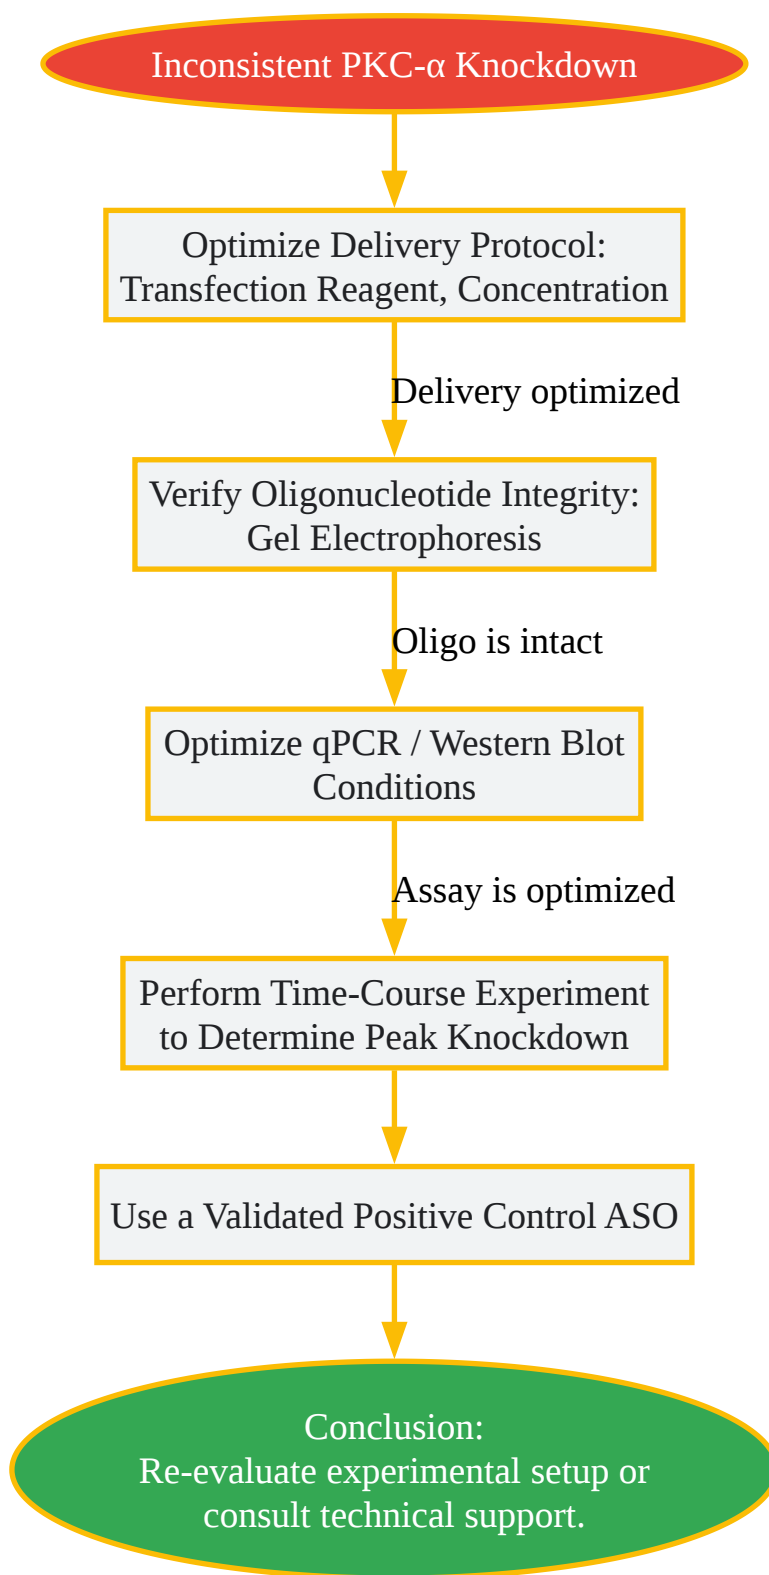 Inconsistent PKC-α Knockdown
Optimize Delivery Protocol:
Transfection Reagent, Concentration
Delivery optimized
Verify Oligonucleotide Integrity:
Gel Electrophoresis
Oligo is intact
Optimize qPCR / Western Blot
Conditions
Assay is optimized
Perform Time-Course Experiment
to Determine Peak Knockdown
Use a Validated Positive Control ASO
Conclusion:
Re-evaluate experimental setup or
consult technical support.